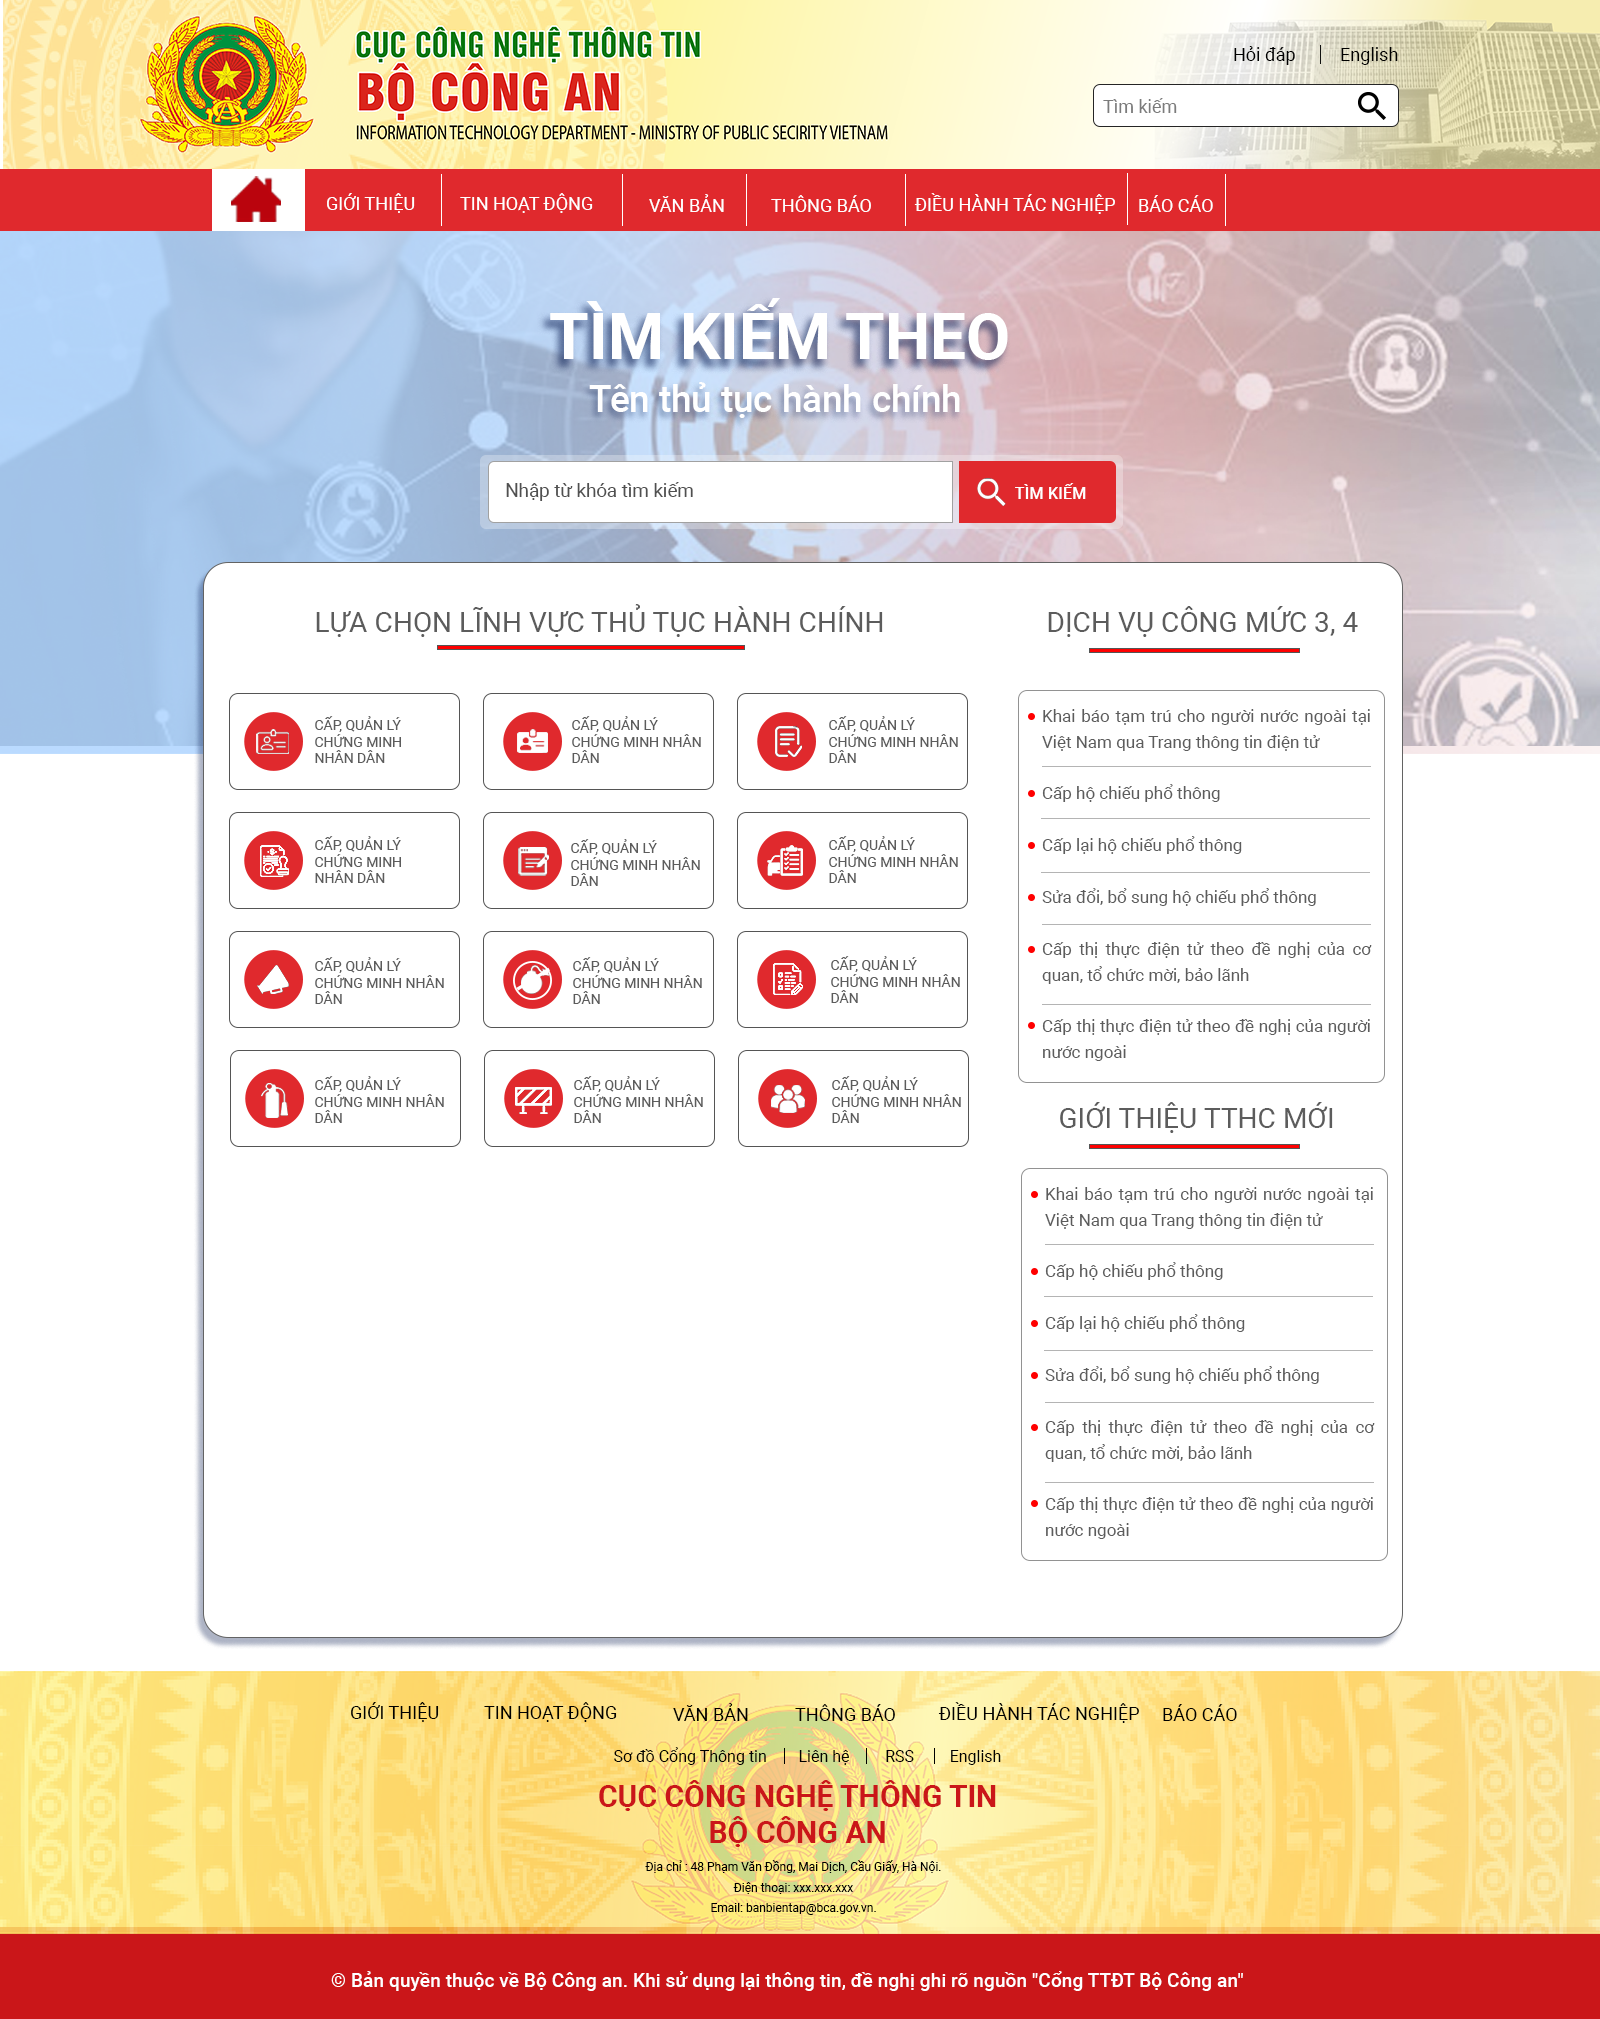 CỤC CÔNG NGHỆ THÔNG TIN
BỘ CÔNG AN
INFORMATION TECHNOLOGY DEPARTMENT - MINISTRY OF PUBLIC SECIRITY VIETNAM
Hỏi đáp
English
Tìm kiếm
GIỚI THIỆU
TIN HOẠT ĐỘNG
VĂN BẢN
THÔNG BÁO
ĐIỀU HÀNH TÁC NGHIỆP
BÁO CÁO
TÌM KIẾM THEO
Tên thủ tục hành chính
Nhập từ khóa tìm kiếm
TÌM KIẾM
LỰA CHỌN LĨNH VỰC THỦ TỤC HÀNH CHÍNH
CẤP, QUẢN LÝ
CHỨNG MINH
NHÂN DÂN
CẤP, QUẢN LÝ
CHỨNG MINH NHÂN
DÂN
CẤP, QUẢN LÝ
CHỨNG MINH NHÂN
DÂN
CẤP, QUẢN LÝ
CHỨNG MINH
NHÂN DÂN
CẤP, QUẢN LÝ
CHỨNG MINH NHÂN
DÂN
CẤP, QUẢN LÝ
CHỨNG MINH NHÂN
DÂN
CẤP, QUẢN LÝ
CHỨNG MINH NHÂN
DÂN
CẤP, QUẢN LÝ
CHỨNG MINH NHÂN
DÂN
CẤP, QUẢN LÝ
CHỨNG MINH NHÂN
DÂN
CẤP, QUẢN LÝ
CHỨNG MINH NHÂN
DÂN
CẤP, QUẢN LÝ
CHỨNG MINH NHÂN
DÂN
CẤP, QUẢN LÝ
CHỨNG MINH NHÂN
DÂN
DỊCH VỤ CÔNG MỨC 3, 4
Khai báo tạm trú cho người nước ngoài tại
Việt Nam qua Trang thông tin điện tử
Cấp hộ chiếu phổ thông
Cấp lại hộ chiếu phổ thông
Sửa đổi, bổ sung hộ chiếu phổ thông
Cấp thị thực điện tử theo đề nghị của cơ
quan, tổ chức mời, bảo lãnh
Cấp thị thực điện tử theo đề nghị của người
nước ngoài
GIỚI THIỆU TTHC MỚI
Khai báo tạm trú cho người nước ngoài tại
Việt Nam qua Trang thông tin điện tử
Cấp hộ chiếu phổ thông
Cấp lại hộ chiếu phổ thông
Sửa đổi, bổ sung hộ chiếu phổ thông
Cấp thị thực điện tử theo đề nghị của cơ
quan, tổ chức mời, bảo lãnh
Cấp thị thực điện tử theo đề nghị của người
nước ngoài
GIỚI THIỆU
TIN HOẠT ĐỘNG
VĂN BẢN
THÔNG BÁO
ĐIỀU HÀNH TÁC NGHIỆP
BÁO CÁO
Sơ đồ Cổng Thông tin
Liên hệ
RSS
English
CỤC CÔNG NGHỆ THÔNG TIN
BỘ CÔNG AN
Địa chỉ : 48 Phạm Văn Đồng, Mai Dịch, Cầu Giấy, Hà Nội.
Điện thoại: xxx.xxx.xxx
Email: banbientap@bca.gov.vn.
© Bản quyền thuộc về Bộ Công an. Khi sử dụng lại thông tin, đề nghị ghi rõ nguồn "Cổng TTĐT Bộ Công an"